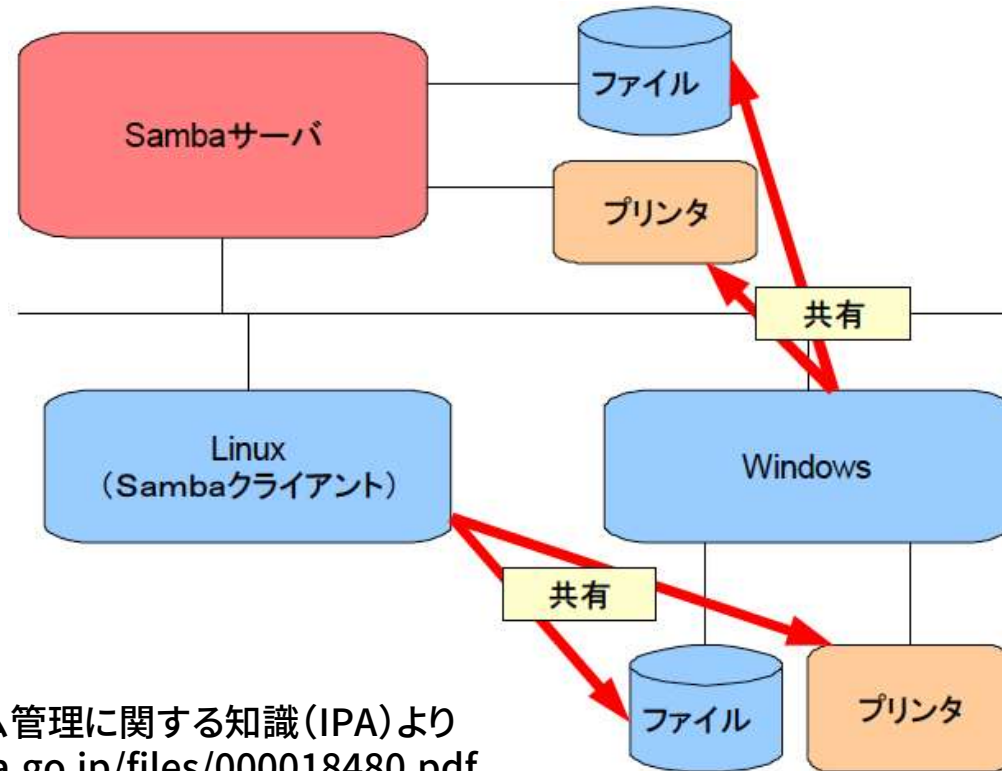 Sambaサーバ
ファイル
プリンタ
共有
Linux
（Sambaクライアント）
Windows
共有
ファイル
プリンタ
管理に関する知識（IPA）より
.go.jp/files/000018480.pdf